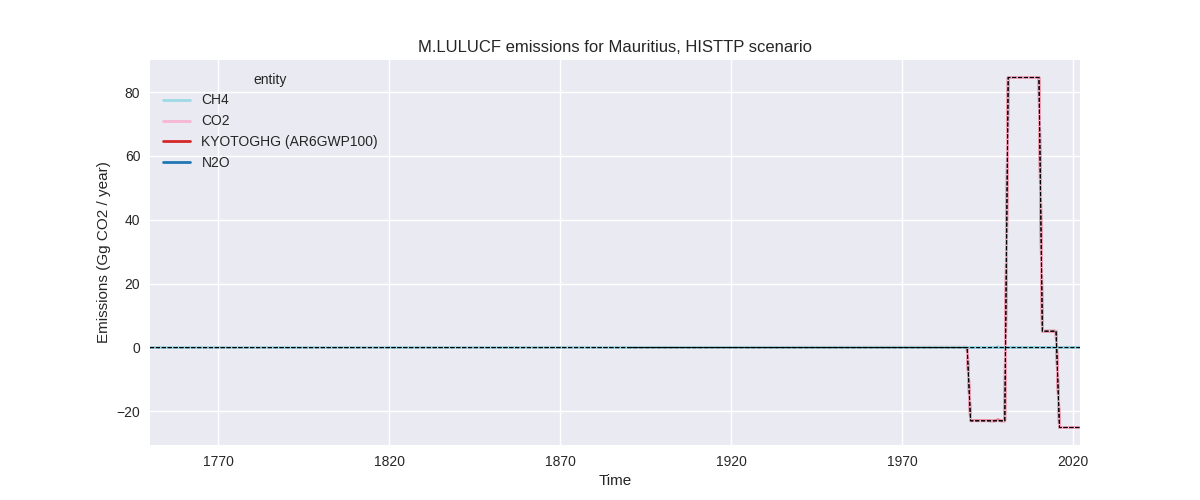 M.LULUCF emissions for Mauritius, HISTTP scenario
entity
CH4
CO2
KYOTOGHG (AR6GWP100)
N2O
Emissions (Gg CO2 / year)
80
60
40
20
0
−20
1770
1820
1870
1920
1970
2020
Time